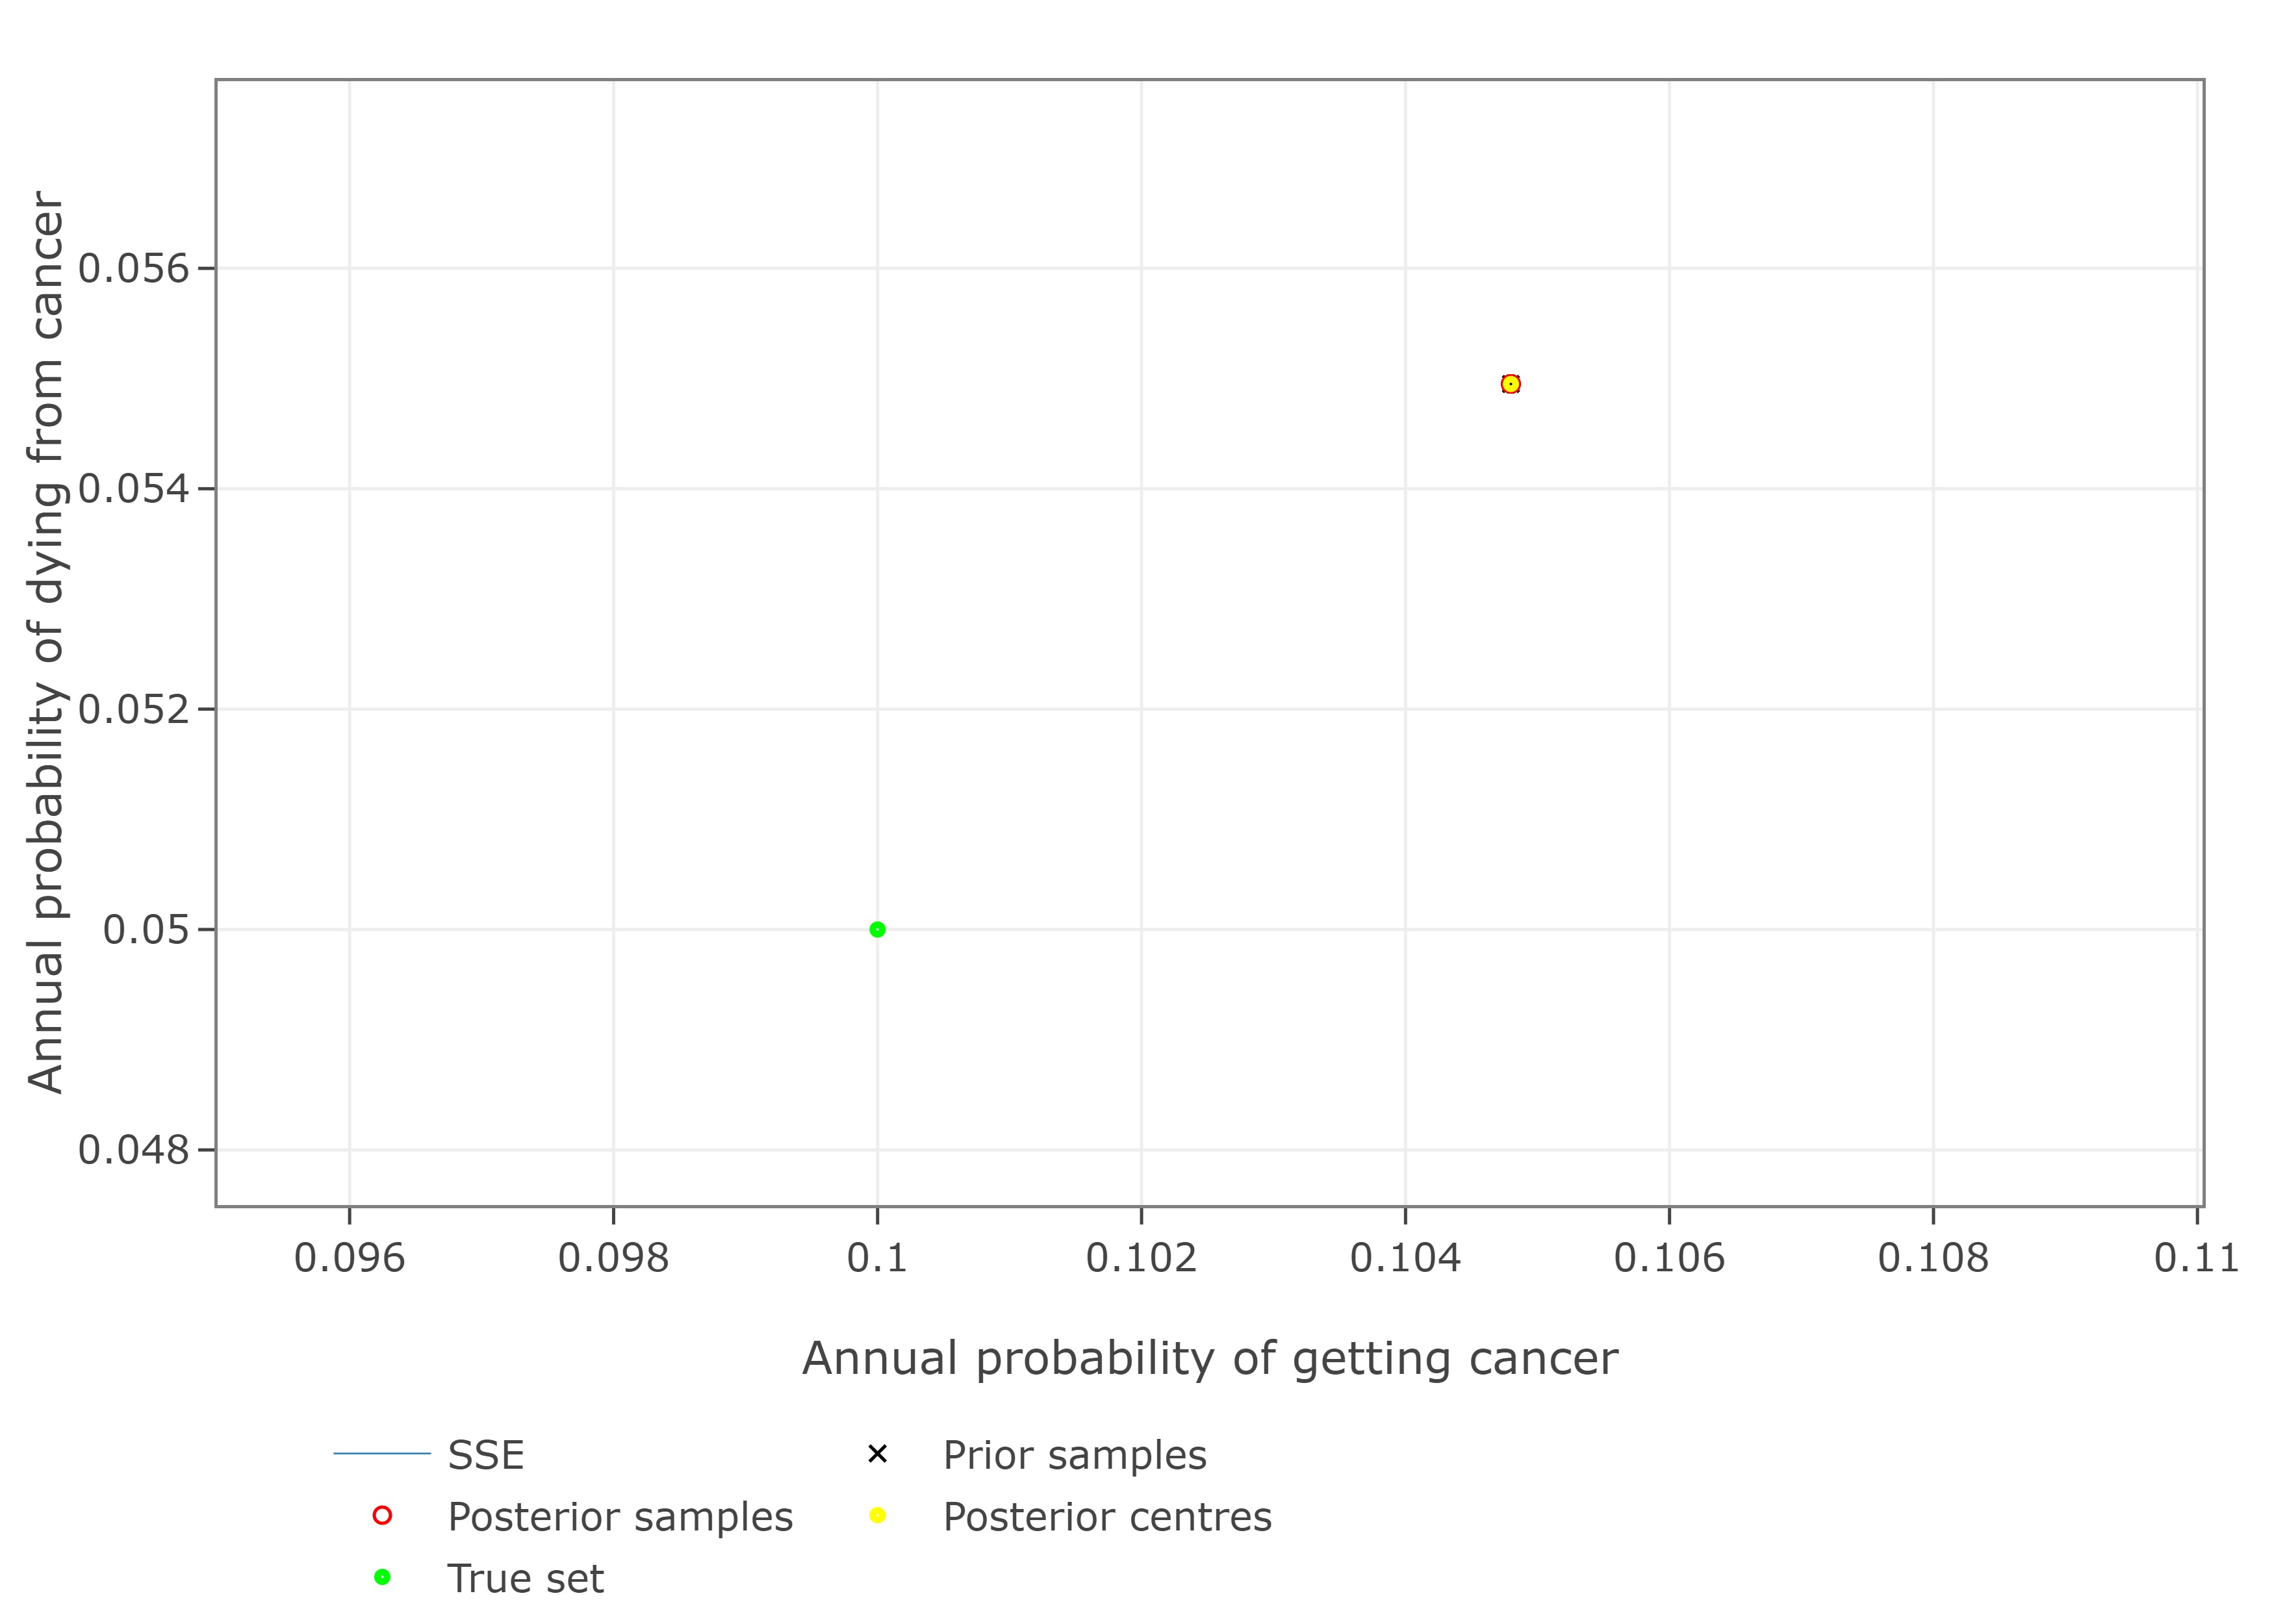 Annual probability of dying from cancer
0.056
0.054
0.052
0.05
0.048
0.096
0.098
0.1
0.102
0.104
0.106
0.108
0.11
Annual probability of getting cancer
SSE
Prior samples
Posterior samples
Posterior centres
True set